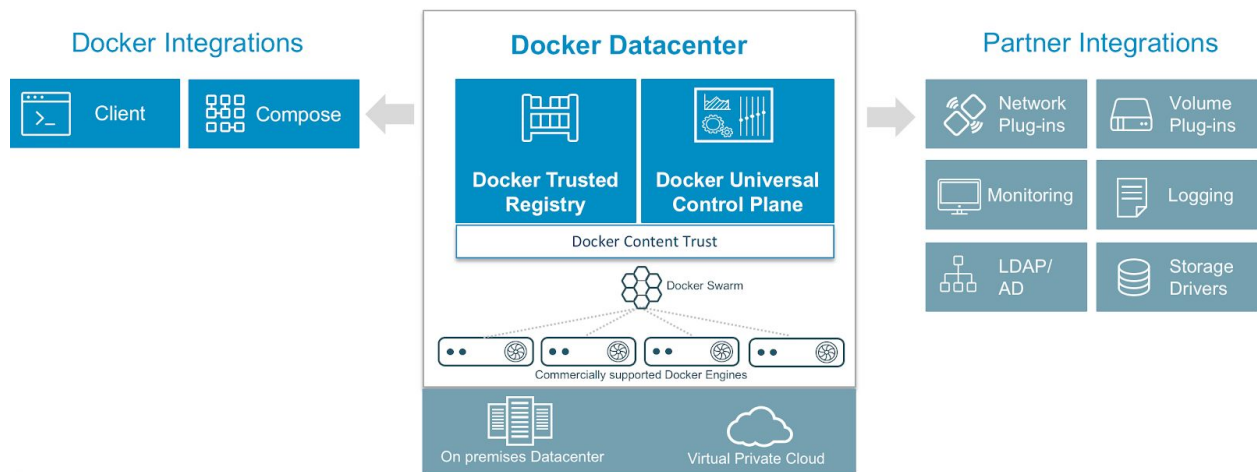 Docker Integrations
Client
Compose
Docker Datacenter
Docker Trusted
Registry
Docker Universal
Control Plane
Docker Content Trust
Docker Swarm
Commercially supported Docker Engines
On premises Datacenter
Virtual Private Cloud
Partner Integrations
Network
Plug-ins
Volume
Plug-ins
Monitoring
Logging
LDAP/
AD
Storage
Drivers